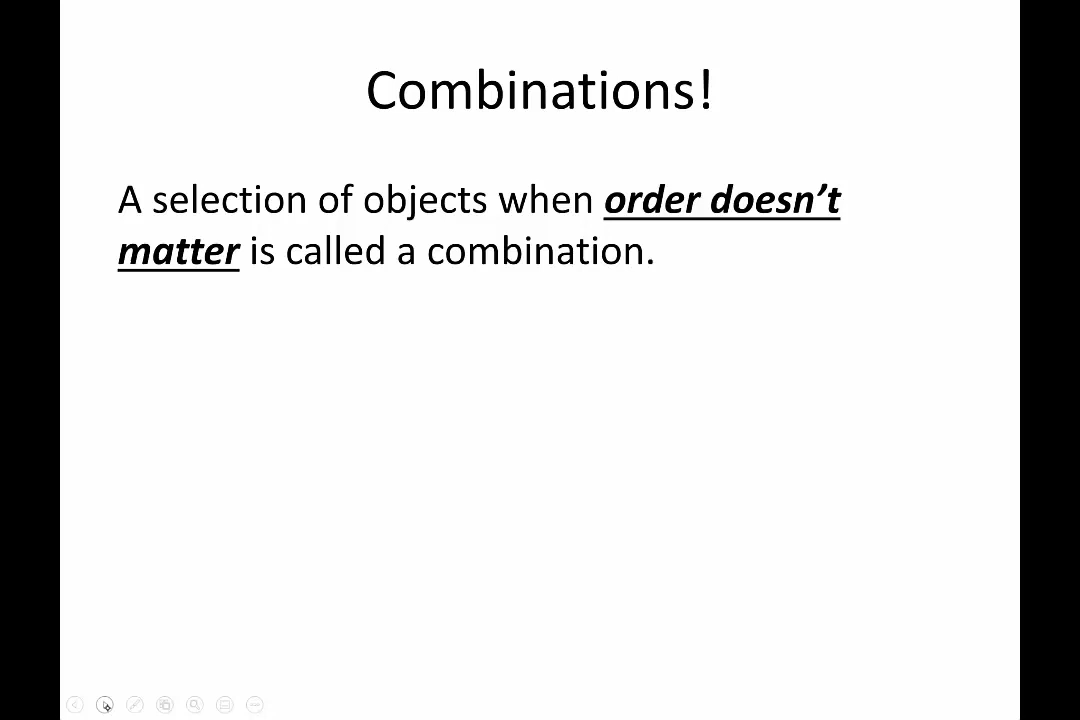 Combinations!
A selection of objects when order doesn’t
matter is called a combination.